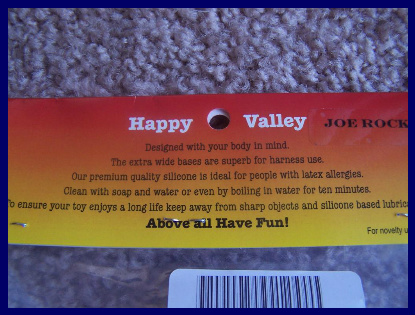 Happy Valley JOE ROCK
Designed with your body in mind.
The extra wide bases are superb for harness use.
Our premium quality silicone is ideal for people with latex allergies.
Clean with soap and water or even by boiling in water for ten minutes.
To ensure your toy enjoys a long life keep away from sharp objects and silicone based lubric
Above all Have Fun!
For novelty u